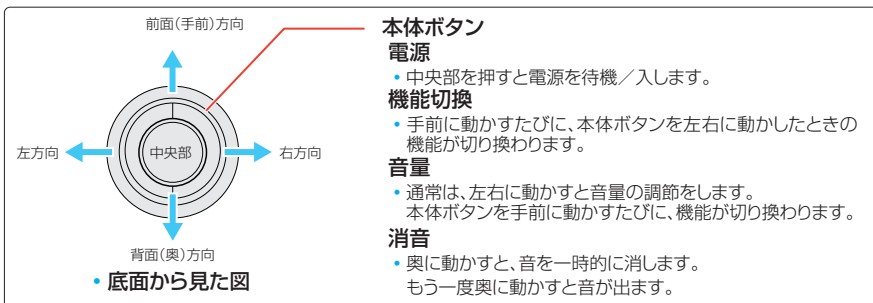 前面（手前）方向
左方向
中央部
右方向
背面（奥）方向
• 底面から見た図
本体ボタン
電源
• 中央部を押すと電源を待機／入します。
機能切換
• 手前に動かすたびに、本体ボタンを左右に動かしたときの
機能が切り換わります。
音量
• 通常は、左右に動かすと音量の調節をします。
本体ボタンを手前に動かすたびに、機能が切り換わります。
消音
• 奥に動かすと、音を一時的に消します。
もう一度奥に動かすと音が出ます。